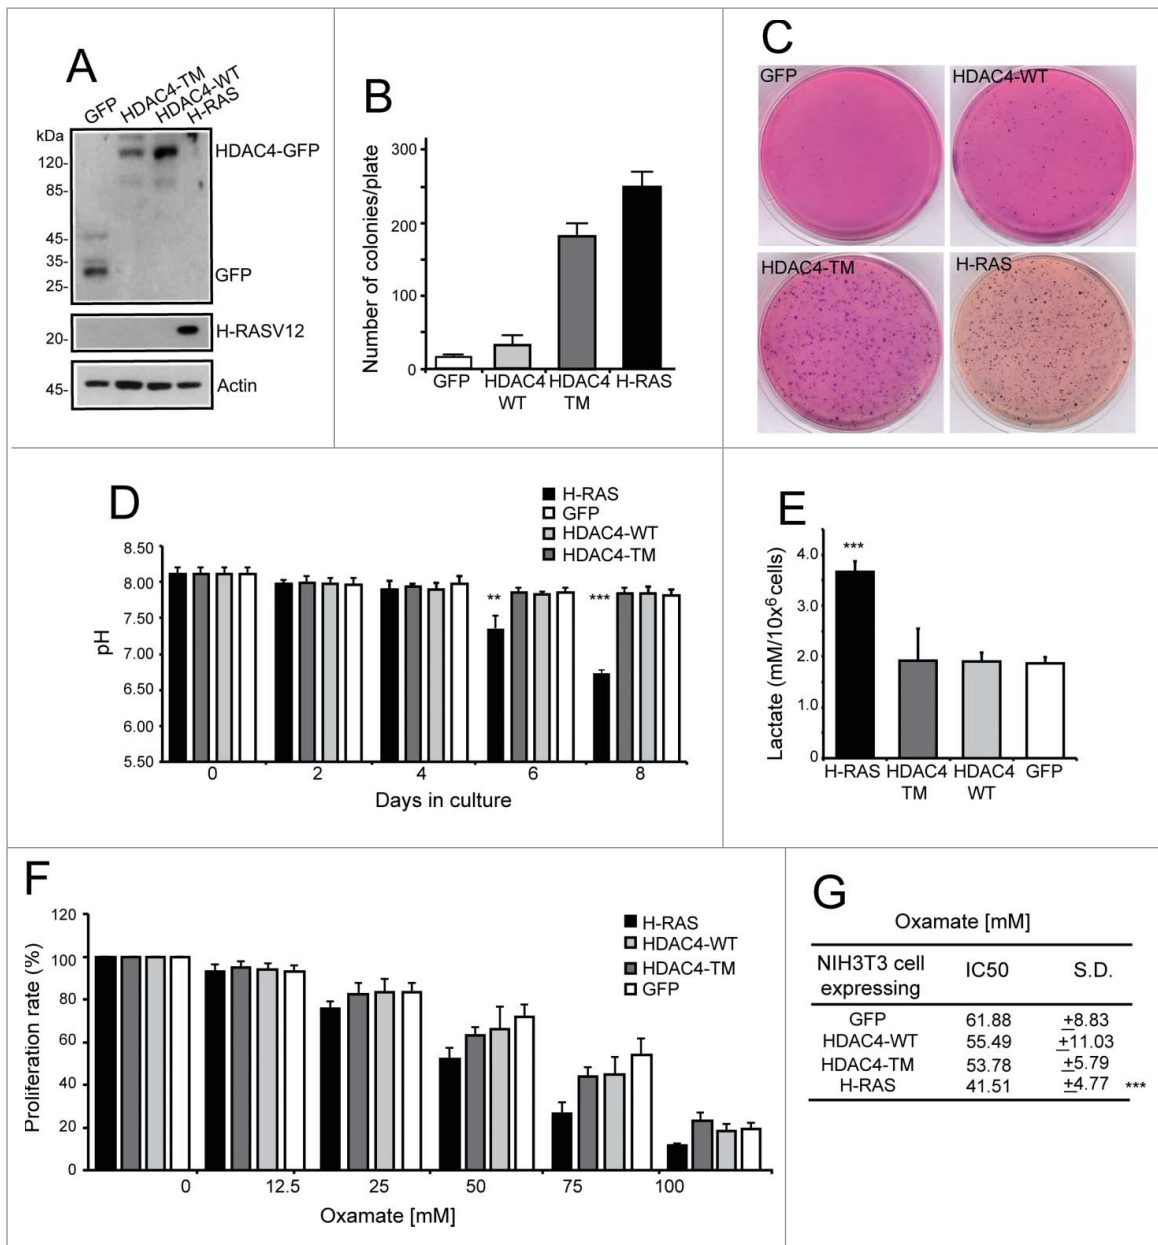 A
GFP
HDAC4-TM
HDAC4-WT
H-RAS
kDa
120-
85-
45-
35-
25-
20-
45-
HDAC4-GFP
GFP
H-RASV12
Actin
B
Number of colonies/plate
300
200
100
0
GFP
HDAC4
WT
HDAC4
TM
H-RAS
C
GFP
HDAC4-WT
HDAC4-TM
H-RAS
D
H-RAS
GFP
HDAC4-WT
HDAC4-TM
pH
8.50
8.00
7.50
7.00
6.50
6.00
5.50
**
***
0 2 4 6 8
Days in culture
E
Lactate (mM/10x⁶ cells)
4.0
3.0
2.0
1.0
0
***
H-RAS
HDAC4
TM
HDAC4
WT
GFP
F
H-RAS
HDAC4-WT
HDAC4-TM
GFP
Proliferation rate (%)
120
100
80
60
40
20
0
0 12.5 25 50 75 100
Oxamate [mM]
G
Oxamate [mM]
NIH3T3 cell
expressing
IC50
S.D.
GFP 61.88 ±8.83
HDAC4-WT 55.49 ±11.03
HDAC4-TM 53.78 ±5.79
H-RAS 41.51 ±4.77 ***